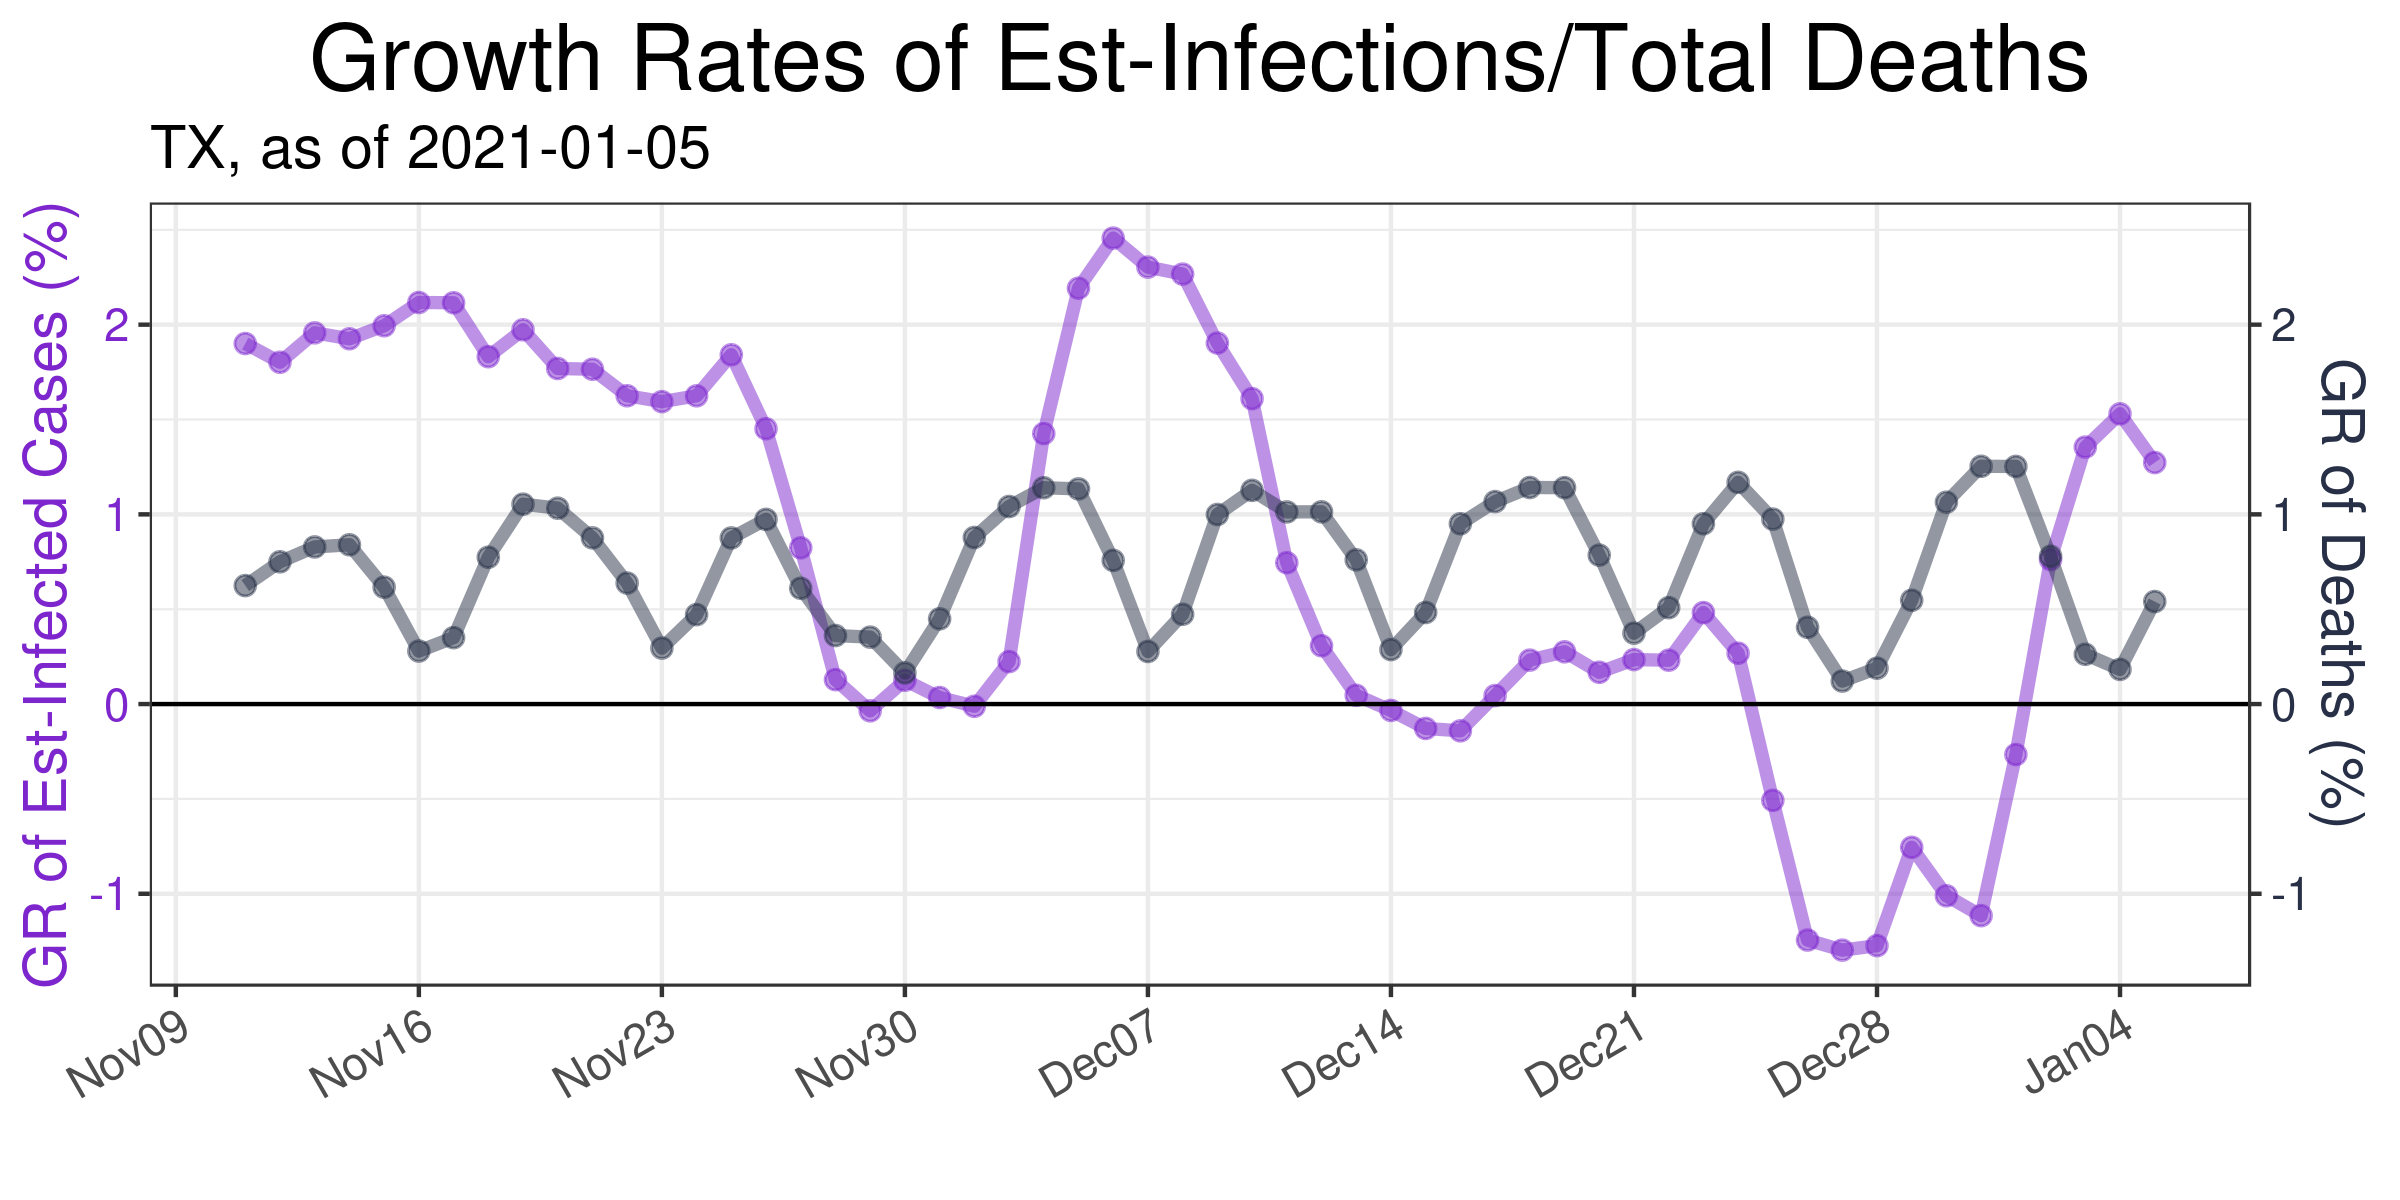 Growth Rates of Est-Infections/Total Deaths
TX, as of 2021-01-05
GR of Est-Infected Cases (%)
2
1
0
-1
2
1
0
-1
GR of Deaths (%)
Nov09
Nov16
Nov23
Nov30
Dec07
Dec14
Dec21
Dec28
Jan04